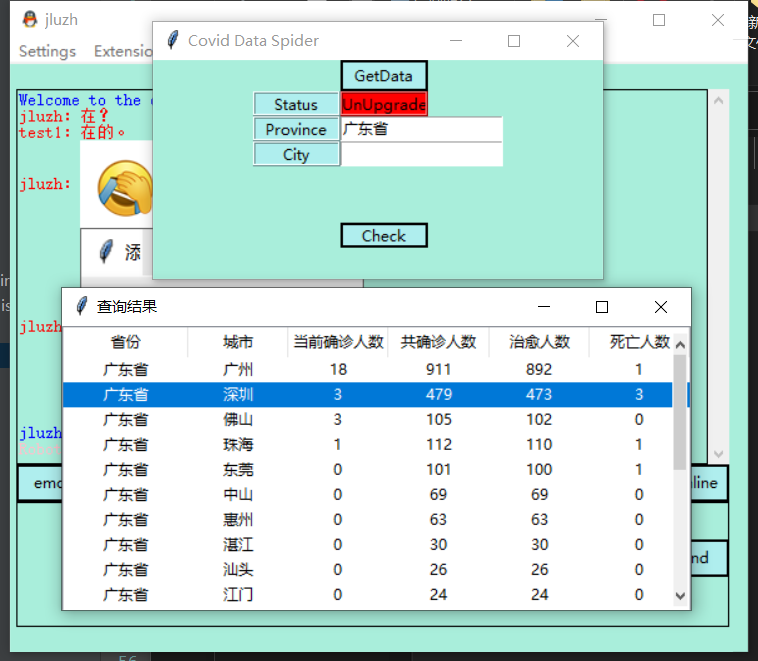 jluzh
Settings
Covid Data Spider
GetData
Status UnUpgrade
Province 广东省
City
Check
Welcome to the
jluzh: 在?
test1: 在的。
jluzh:
添
jluzh
jluzh
查询结果
省份 城市 当前确诊人数 共确诊人数 治愈人数 死亡人数
广东省 广州 18 911 892 1
广东省 深圳 3 479 473 3
广东省 佛山 3 105 102 0
广东省 珠海 1 112 110 1
广东省 东莞 0 101 100 1
广东省 中山 0 69 69 0
广东省 惠州 0 63 63 0
广东省 湛江 0 30 30 0
广东省 汕头 0 26 26 0
广东省 江门 0 24 24 0